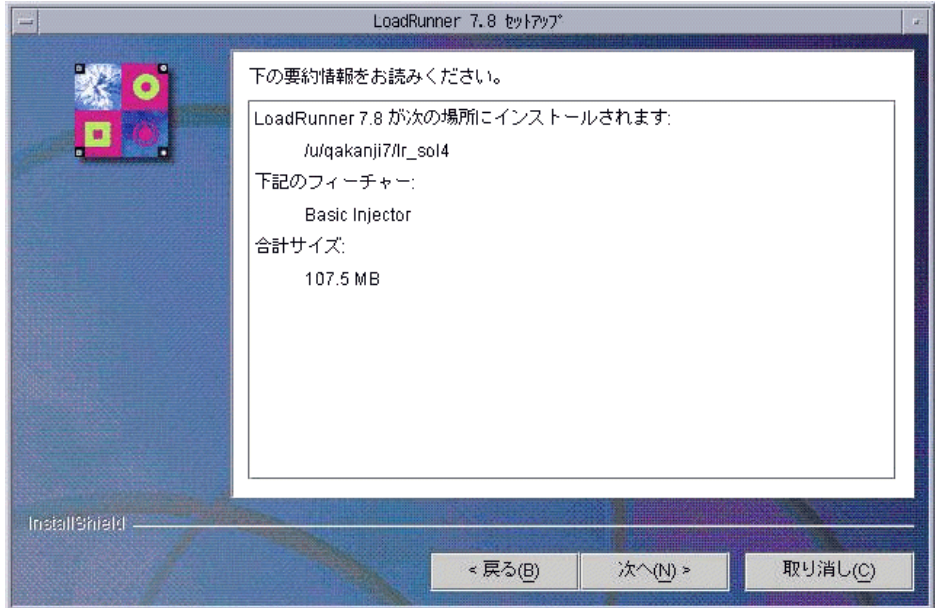 LoadRunner 7.8 ｾｯﾄｱｯﾌﾟ
下の要約情報をお読みください。
LoadRunner 7.8 が次の場所にインストールされます:
/u/qakanji7/lr_sol4
下記のフィーチャー:
Basic Injector
合計サイズ:
107.5 MB
InstallShield
< 戻る(B)
次へ(N) >
取り消し(C)